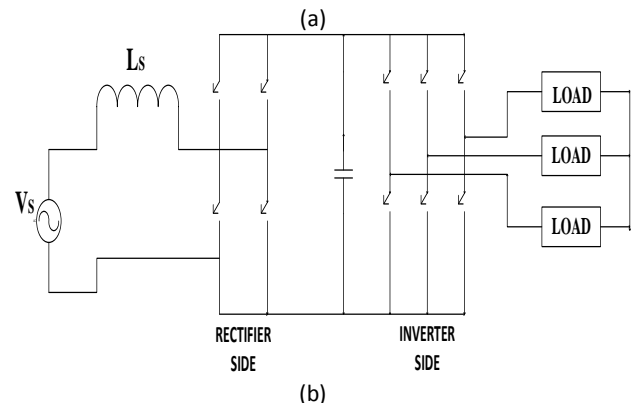 (a)
Ls
LOAD
LOAD
Vs
LOAD
RECTIFIER
SIDE
INVERTER
SIDE
(b)